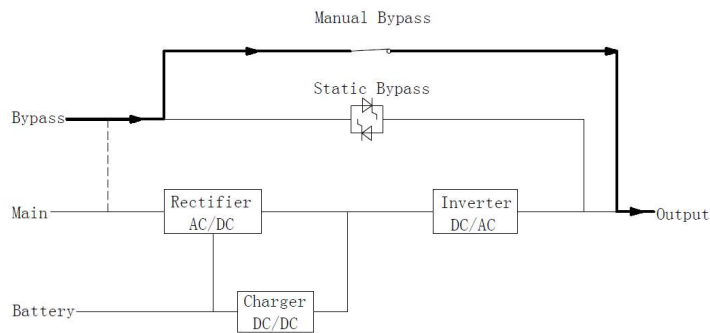 Manual Bypass
Static Bypass
Bypass
Main
Rectifier
AC/DC
Inverter
DC/AC
Output
Battery
Charger
DC/DC